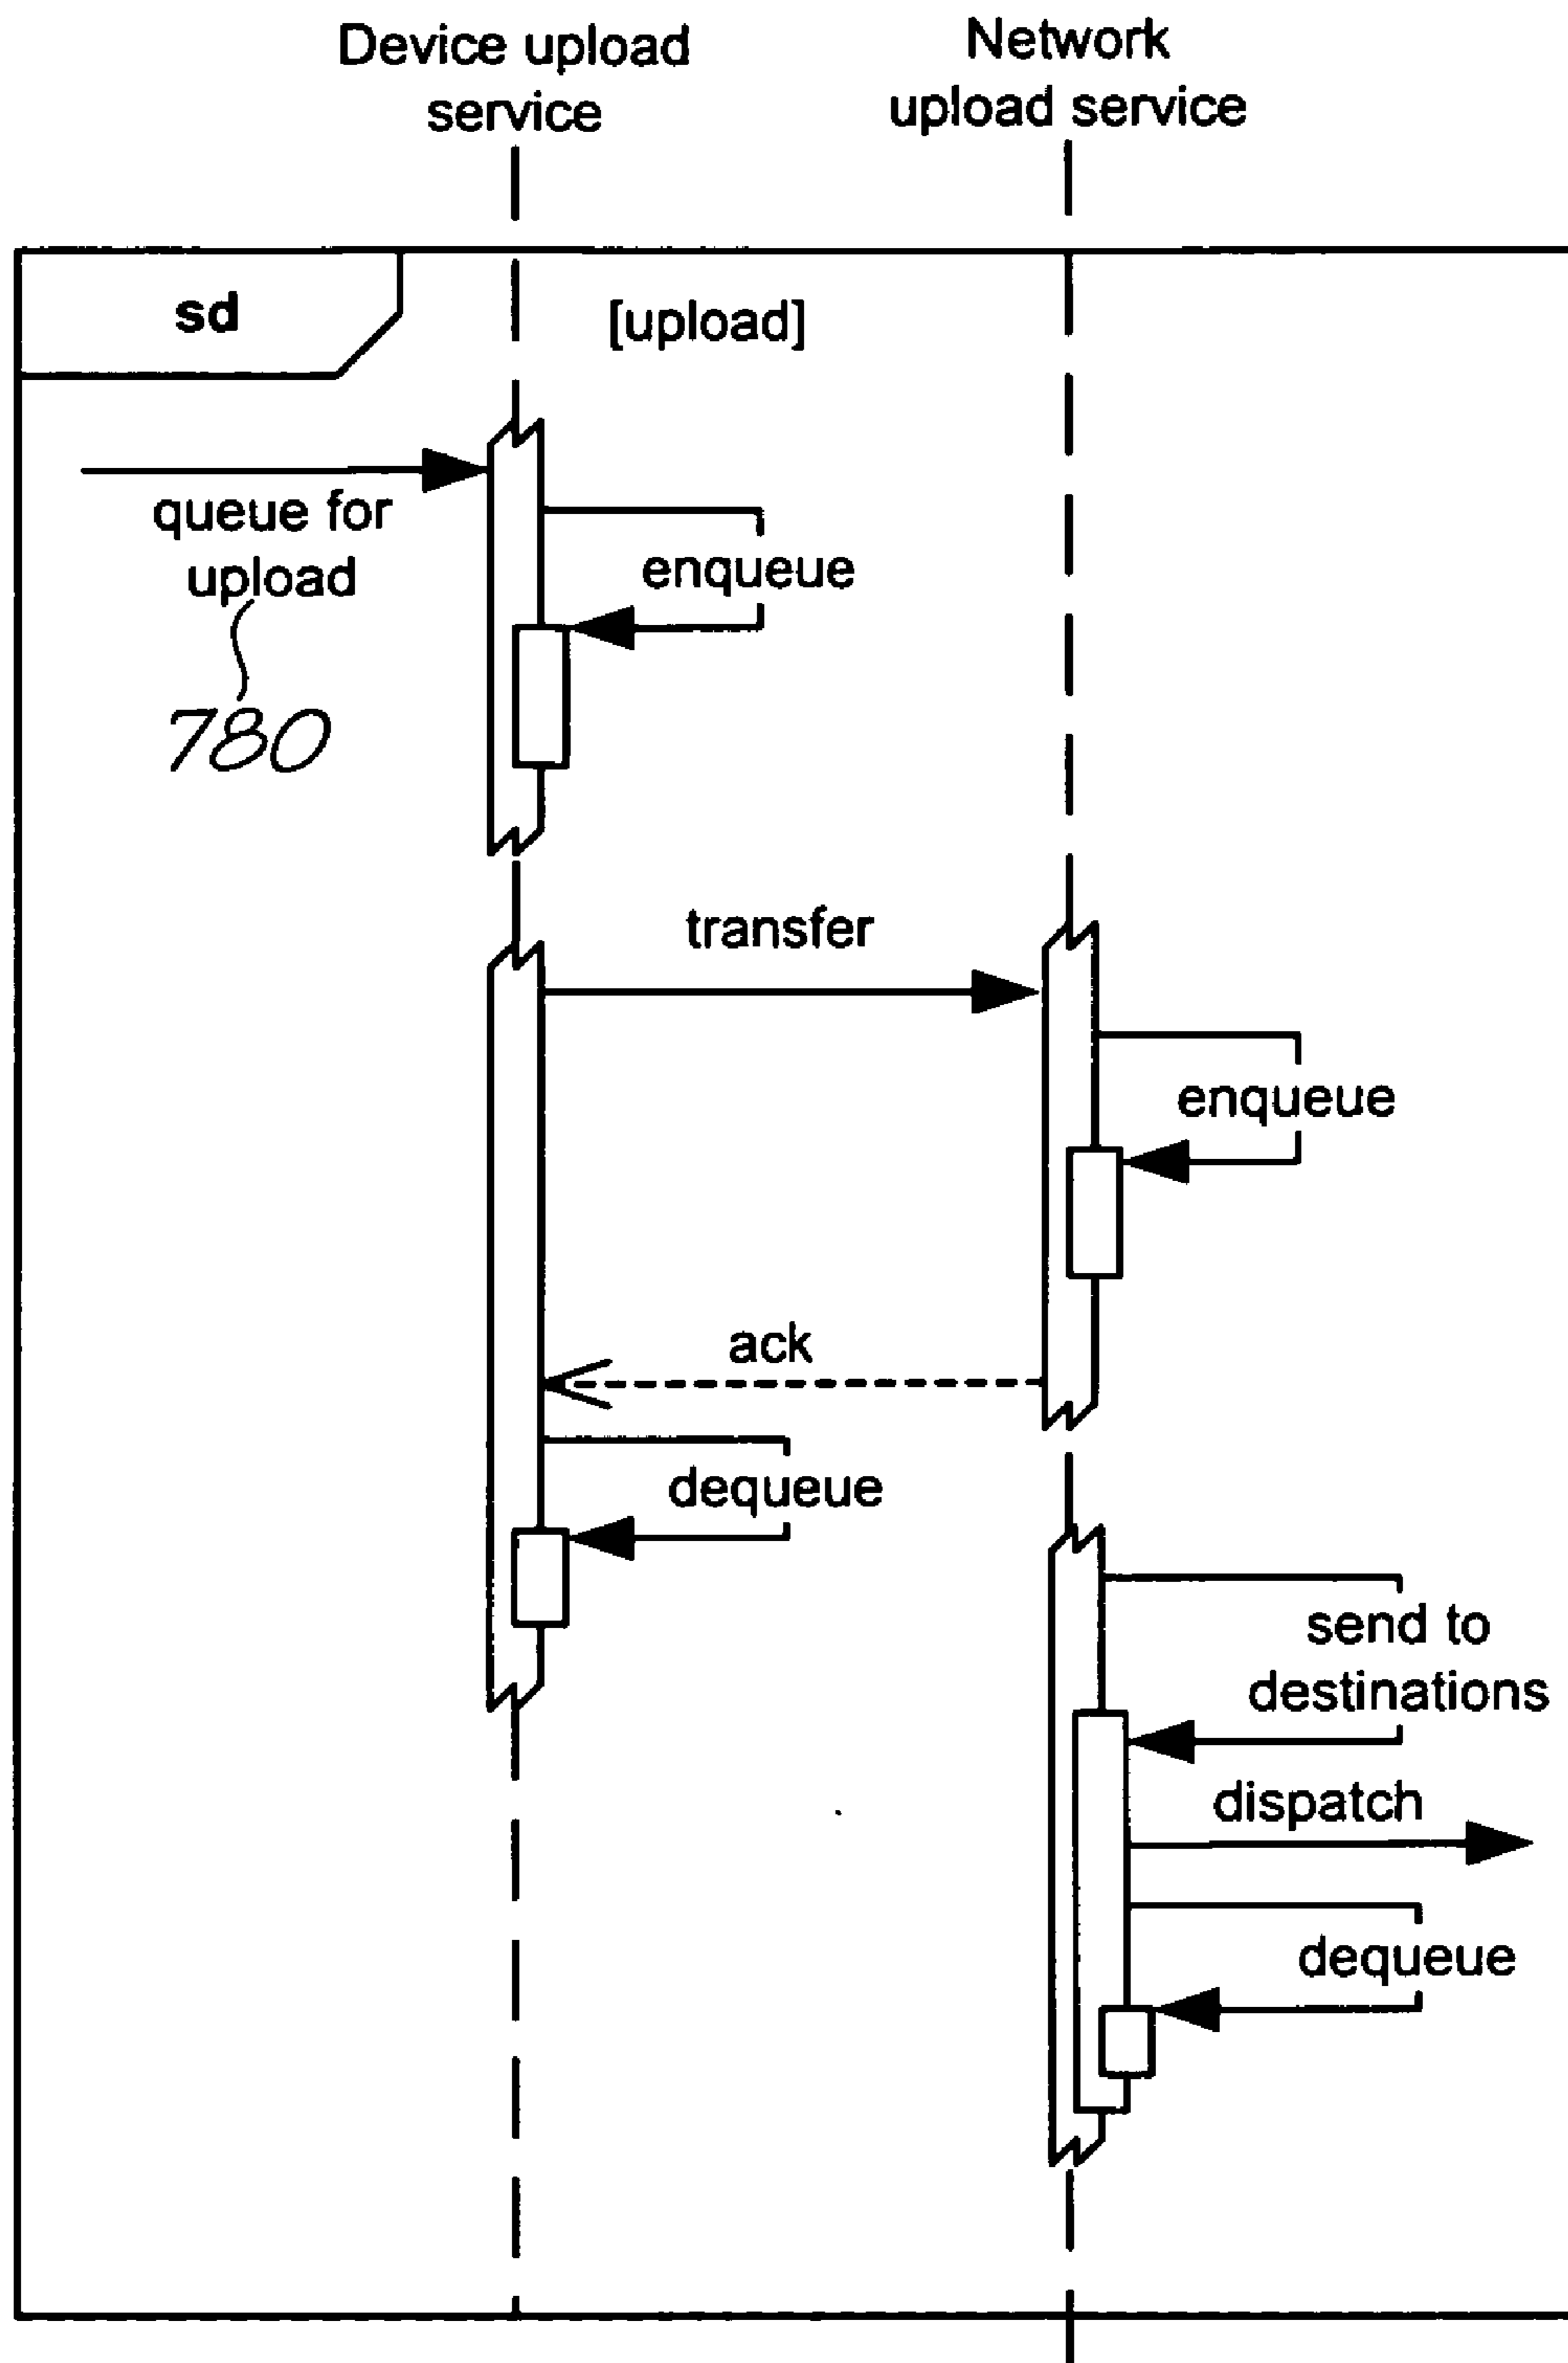 Device upload
service
Network
upload service
sd
[upload]
queue for
upload
780
enqueue
transfer
enqueue
ack
dequeue
send to
destinations
dispatch
dequeue